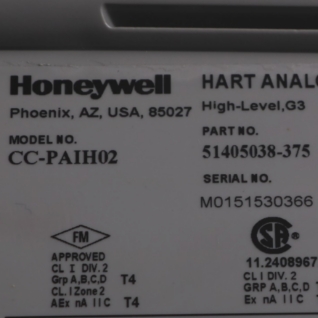 Honeywell
Phoenix, AZ, USA, 85027
HART ANALO
High-Level,G3
MODEL NO.
CC-PAIH02
PART NO.
51405038-375
SERIAL NO.
M0151530366
FM
APPROVED
CL I DIV. 2
Grp A,B,C,D T4
CL. I Zone 2
AEx nA IIC T4
SA
11.2408967
CL I DIV. 2
GRP A,B,C,D
Ex nA IIC